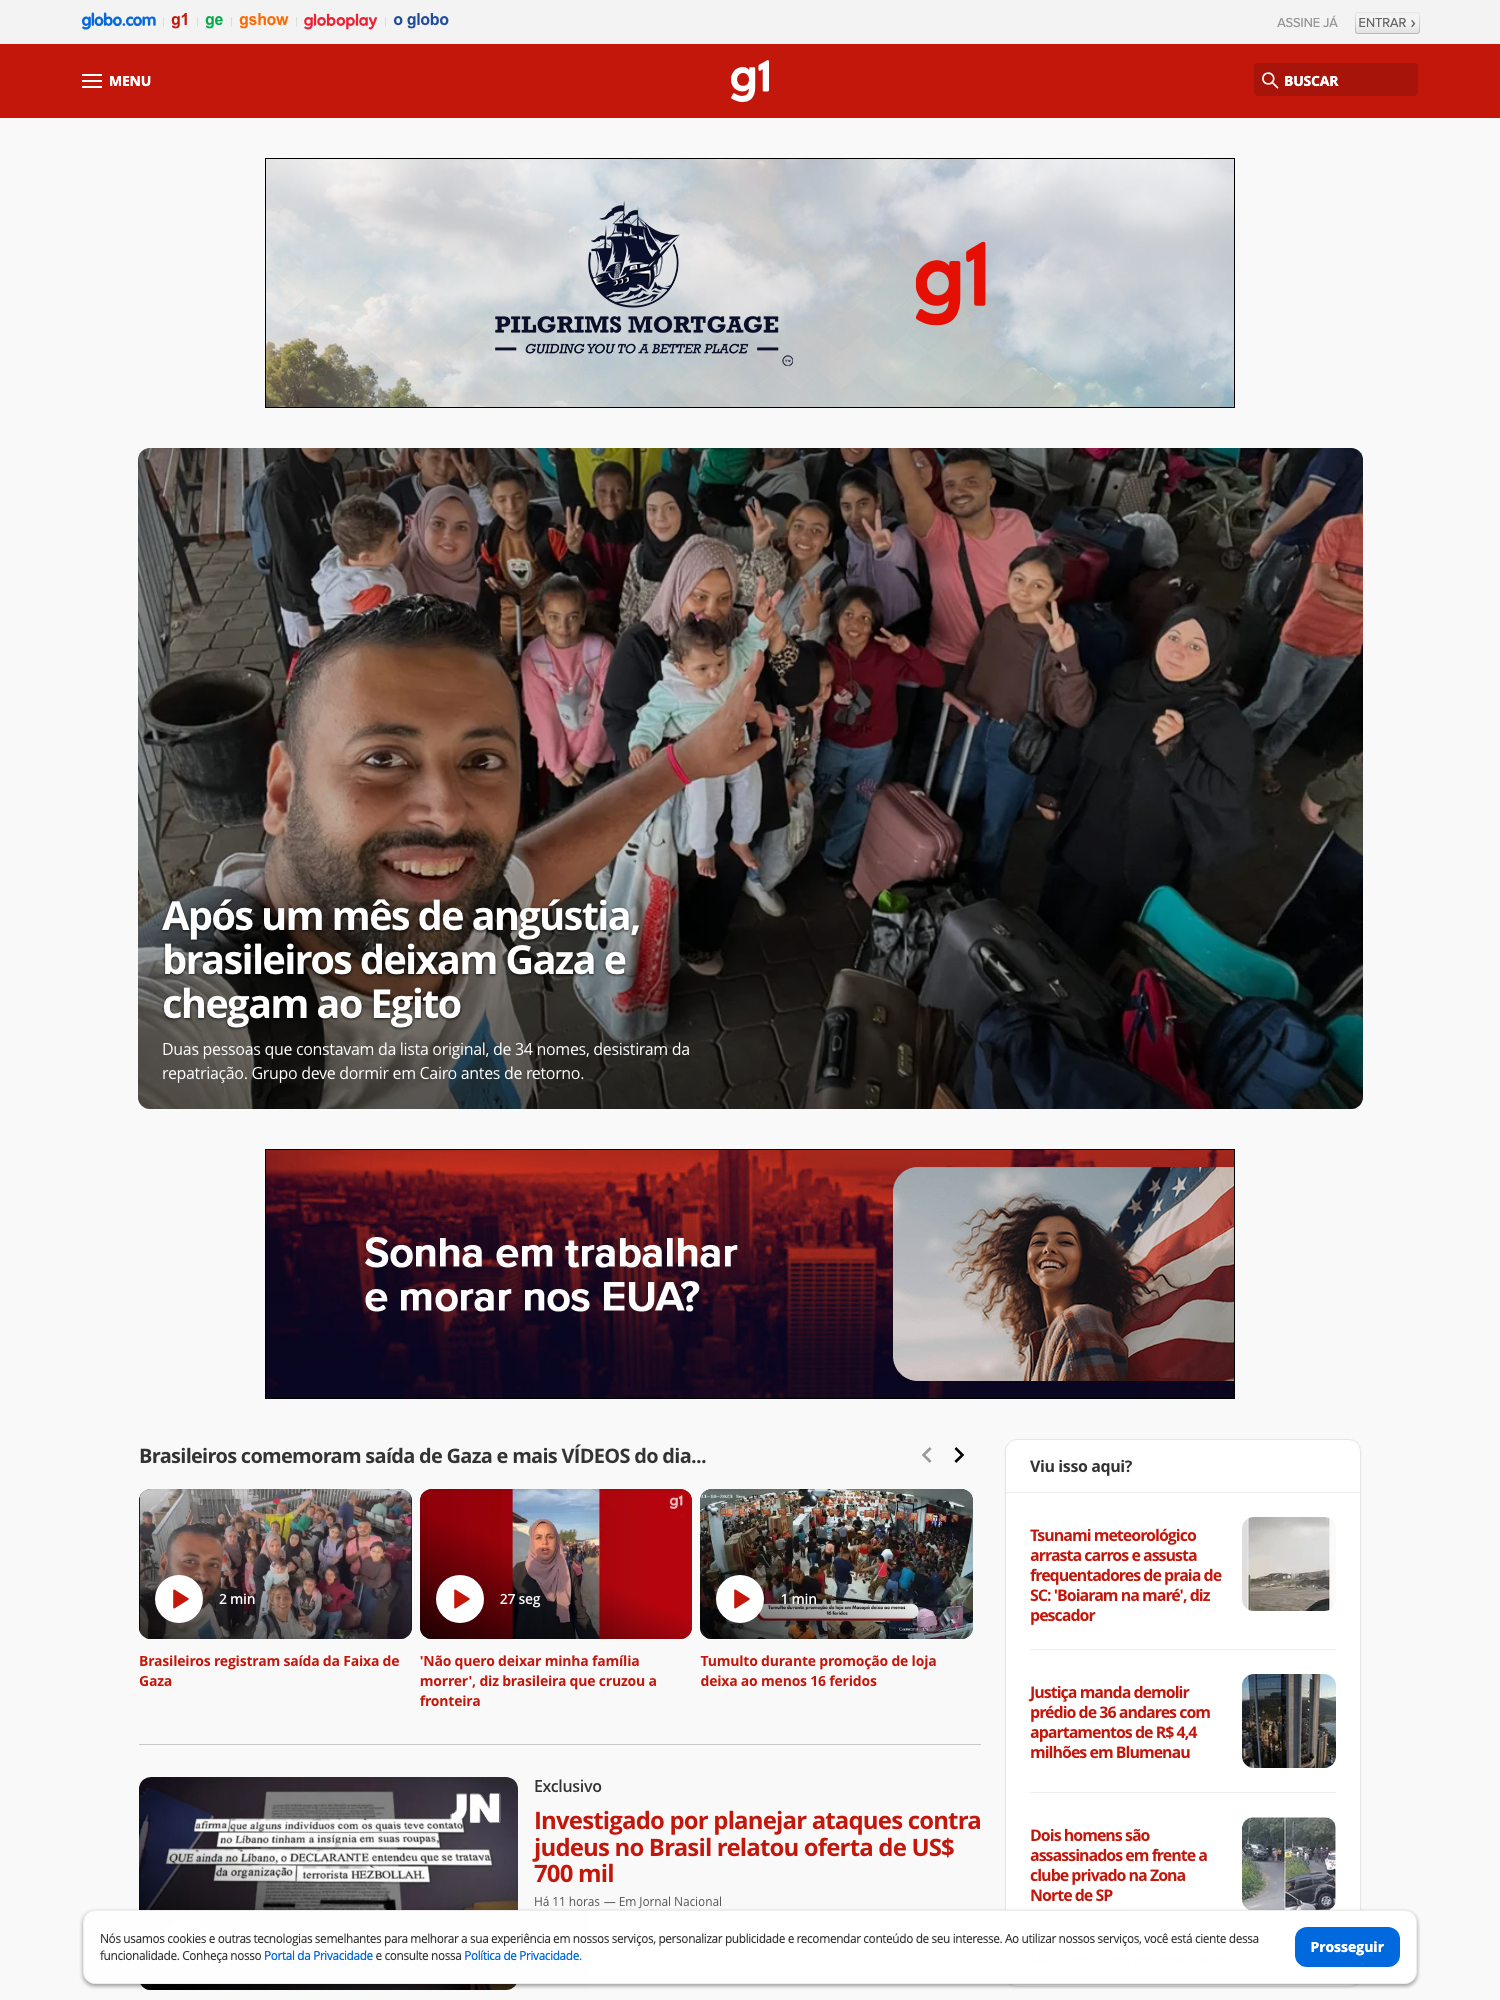 globo.com g1 ge gshow globoplay o globo
ASSINE JÁ ENTRAR ›
MENU
g1
BUSCAR
PILGRIMS MORTGAGE
GUIDING YOU TO A BETTER PLACE
g1
Após um mês de angústia,
brasileiros deixam Gaza e
chegam ao Egito
Duas pessoas que constavam da lista original, de 34 nomes, desistiram da
repatriação. Grupo deve dormir em Cairo antes de retorno.
Sonha em trabalhar
e morar nos EUA?
Brasileiros comemoram saída de Gaza e mais VÍDEOS do dia...
2 min
Brasileiros registram saída da Faixa de
Gaza
g1
27 seg
'Não quero deixar minha família
morrer', diz brasileira que cruzou a
fronteira
1 min
Tumulto durante promoção de loja em Macapá deixa ao menos
16 feridos
Tumulto durante promoção de loja
deixa ao menos 16 feridos
Viu isso aqui?
Tsunami meteorológico
arrasta carros e assusta
frequentadores de praia de
SC: 'Boiaram na maré', diz
pescador
Justiça manda demolir
prédio de 36 andares com
apartamentos de R$ 4,4
milhões em Blumenau
Dois homens são
assassinados em frente a
clube privado na Zona
Norte de SP
JN
afirma que alguns indivíduos com os quais teve contato
no Líbano tinham a insígnia em suas roupas,
QUE ainda no Líbano, o DECLARANTE entendeu que se tratava
da organização terrorista HEZBOLLAH.
Exclusivo
Investigado por planejar ataques contra
judeus no Brasil relatou oferta de US$
700 mil
Há 11 horas — Em Jornal Nacional
Nós usamos cookies e outras tecnologias semelhantes para melhorar a sua experiência em nossos serviços, personalizar publicidade e recomendar conteúdo de seu interesse. Ao utilizar nossos serviços, você está ciente dessa
funcionalidade. Conheça nosso Portal da Privacidade e consulte nossa Política de Privacidade.
Prosseguir